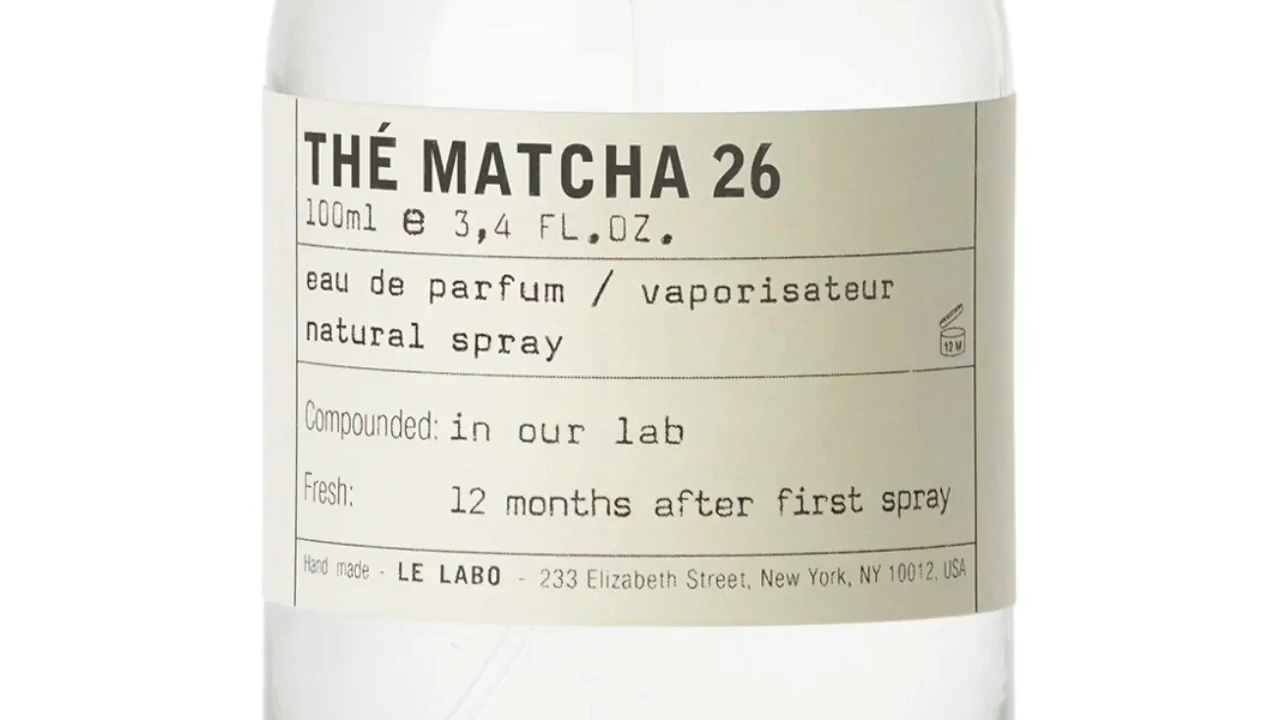 THÉ MATCHA 26
100ml e 3,4 FL.OZ.
eau de parfum / vaporisateur
natural spray
12 M
Compounded: in our lab
Fresh: 12 months after first spray
Hand made - LE LABO - 233 Elizabeth Street, New York, NY 10012, USA